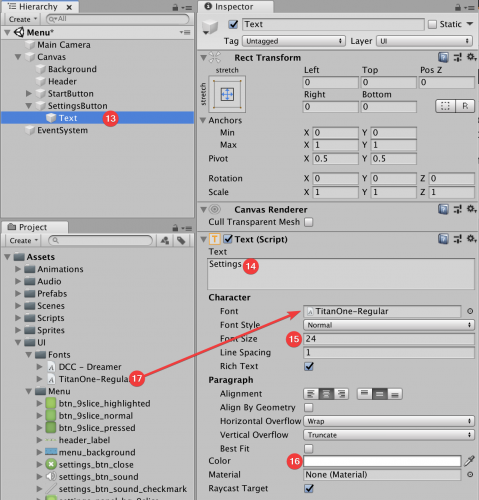 Hierarchy
Create
All
Menu*
Main Camera
Canvas
Background
Header
StartButton
SettingsButton
Text 13
EventSystem
Project
Create
Assets
Animations
Audio
Prefabs
Scenes
Scripts
Sprites
UI
Fonts
DCC - Dreamer
TitanOne-Regular 17
Menu
btn_9slice_highlighted
btn_9slice_normal
btn_9slice_pressed
header_label
menu_background
settings_btn_close
settings_btn_sound
settings_btn_sound_checkmark
Inspector
Text Static
Tag Untagged Layer UI
Rect Transform
stretch Left Top Pos Z
stretch 0 0 0
Right Bottom
0 0 R
Anchors
Min X 0 Y 0
Max X 1 Y 1
Pivot X 0.5 Y 0.5
Rotation X 0 Y 0 Z 0
Scale X 1 Y 1 Z 1
Canvas Renderer
Cull Transparent Mesh
T Text (Script)
Text
Settings 14
Character
Font TitanOne-Regular
Font Style Normal
Font Size 15 24
Line Spacing 1
Rich Text
Paragraph
Alignment
Align By Geometry
Horizontal Overflow Wrap
Vertical Overflow Truncate
Best Fit
Color 16
Material None (Material)
Raycast Target